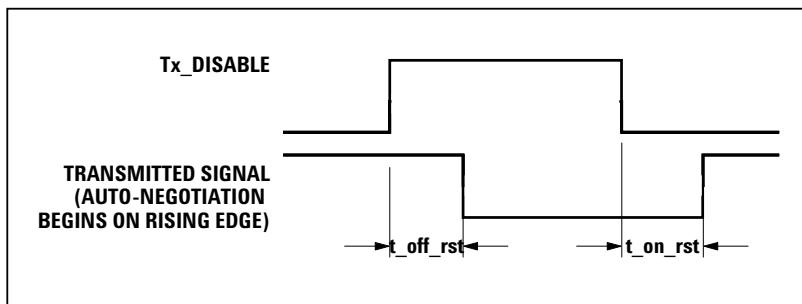 Tx_DISABLE
TRANSMITTED SIGNAL
(AUTO-NEGOTIATION
BEGINS ON RISING EDGE)
t_off_rst
t_on_rst